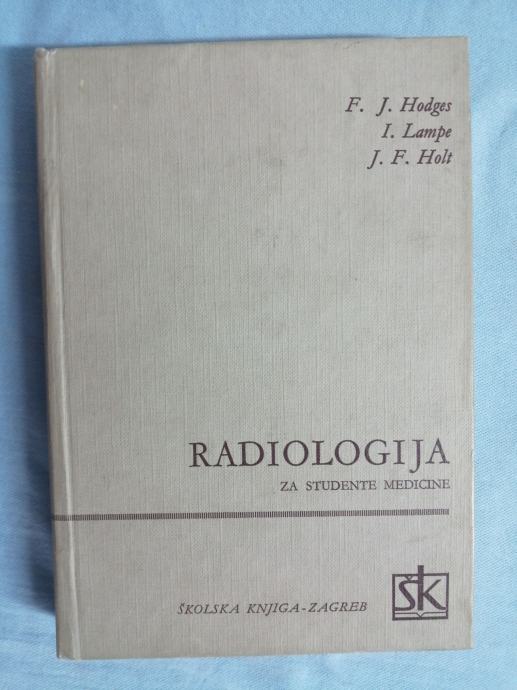 F. J. Hodges
I. Lampe
J. F. Holt
RADIOLOGIJA
ZA STUDENTE MEDICINE
ŠKOLSKA KNJIGA-ZAGREB
ŠK